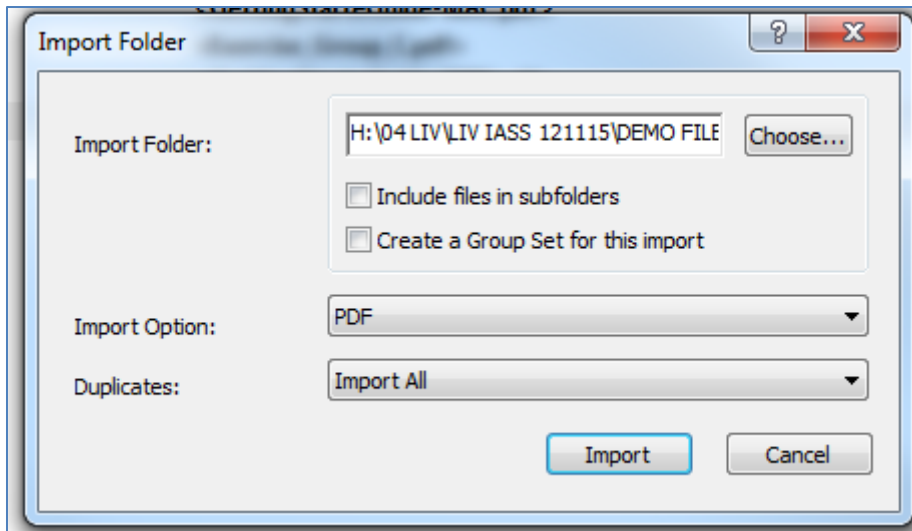 Import Folder
Import Folder:
H:\04 LIV\LIV IASS 121115\DEMO FILE
Choose...
Include files in subfolders
Create a Group Set for this import
Import Option:
PDF
Duplicates:
Import All
Import
Cancel